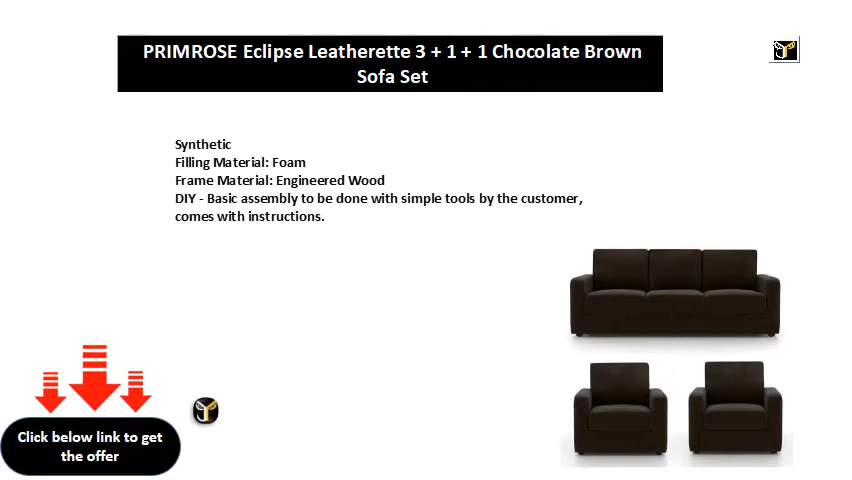 PRIMROSE Eclipse Leatherette 3 + 1 + 1 Chocolate Brown
Sofa Set
Synthetic
Filling Material: Foam
Frame Material: Engineered Wood
DIY - Basic assembly to be done with simple tools by the customer,
comes with instructions.
Click below link to get
the offer